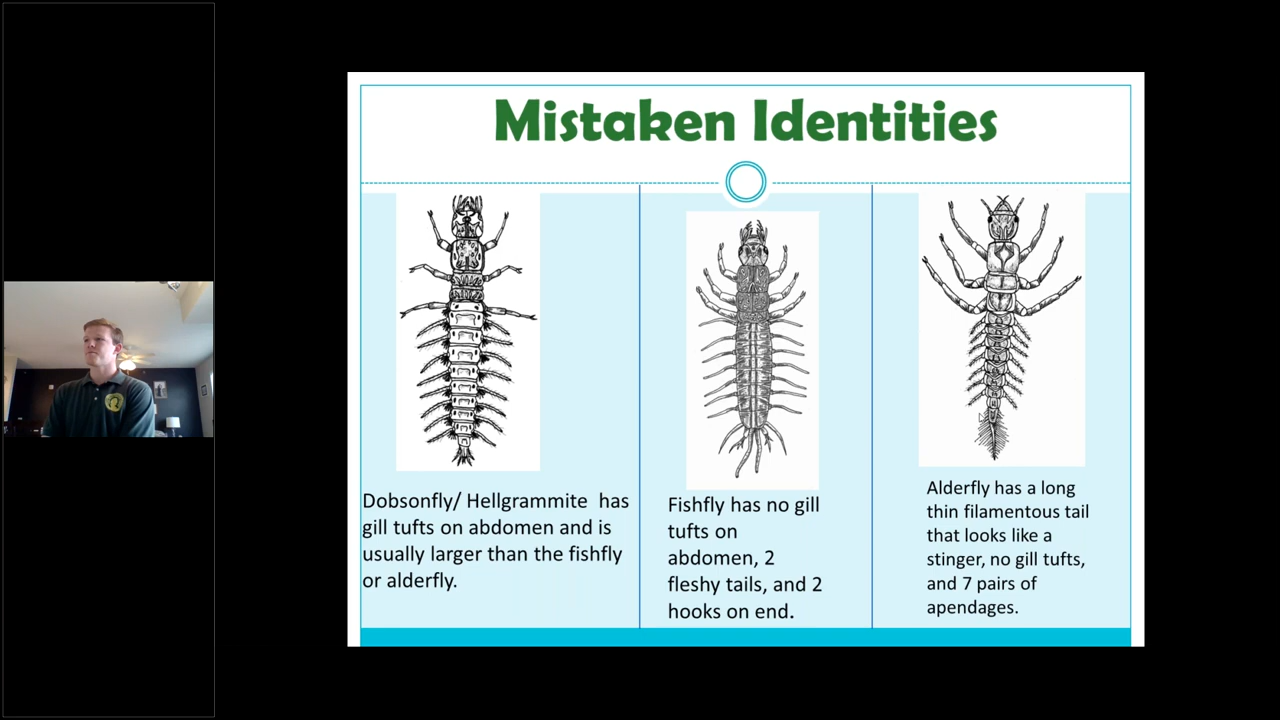 Mistaken Identities
Dobsonfly/ Hellgrammite  has
gill tufts on abdomen and is
usually larger than the fishfly
or alderfly.
Fishfly has no gill
tufts on
abdomen, 2
fleshy tails, and 2
hooks on end.
Alderfly has a long
thin filamentous tail
that looks like a
stinger, no gill tufts,
and 7 pairs of
apendages.